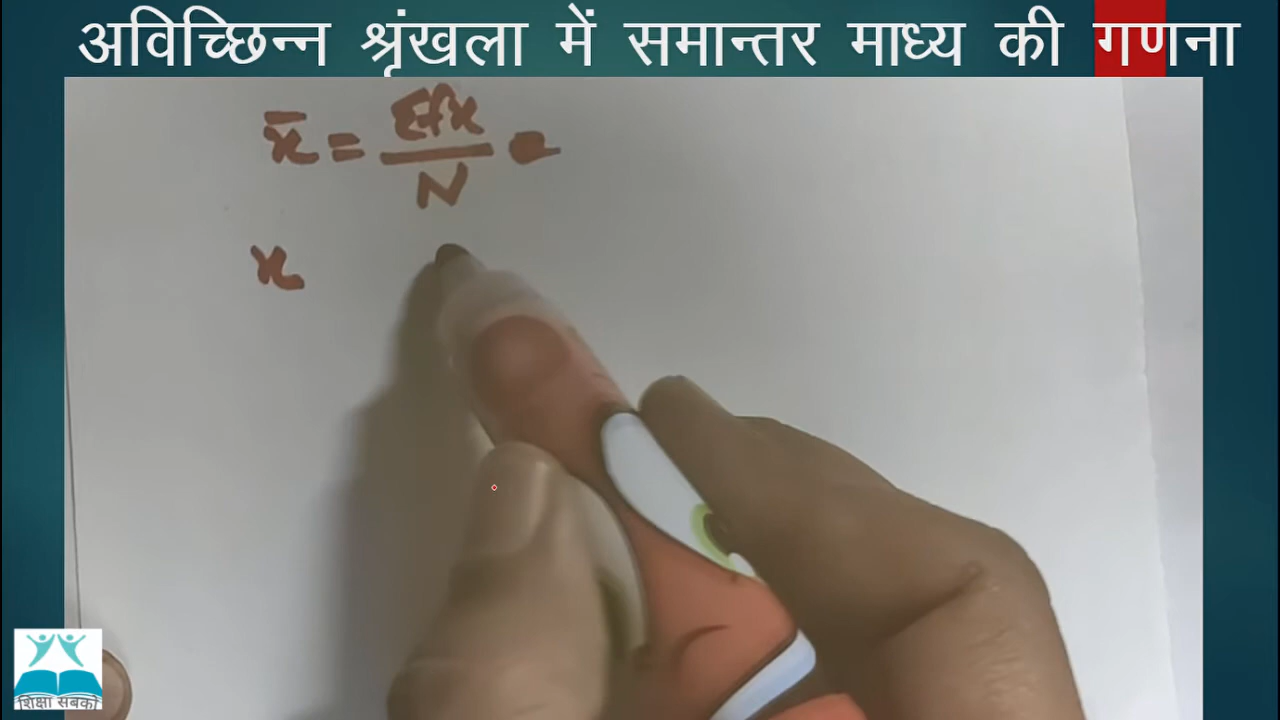 अविच्छिन्न श्रृंखला में समान्तर माध्य की गणना
x̄ = Σfx / N =
x
शिक्षा सबको